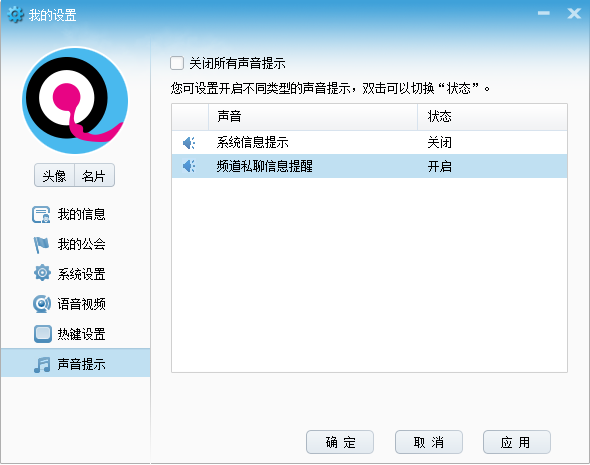 我的设置
头像 名片
我的信息
我的公会
系统设置
语音视频
热键设置
声音提示
关闭所有声音提示
您可设置开启不同类型的声音提示，双击可以切换“状态”。
声音 状态
系统信息提示 关闭
频道私聊信息提醒 开启
确定 取消 应用